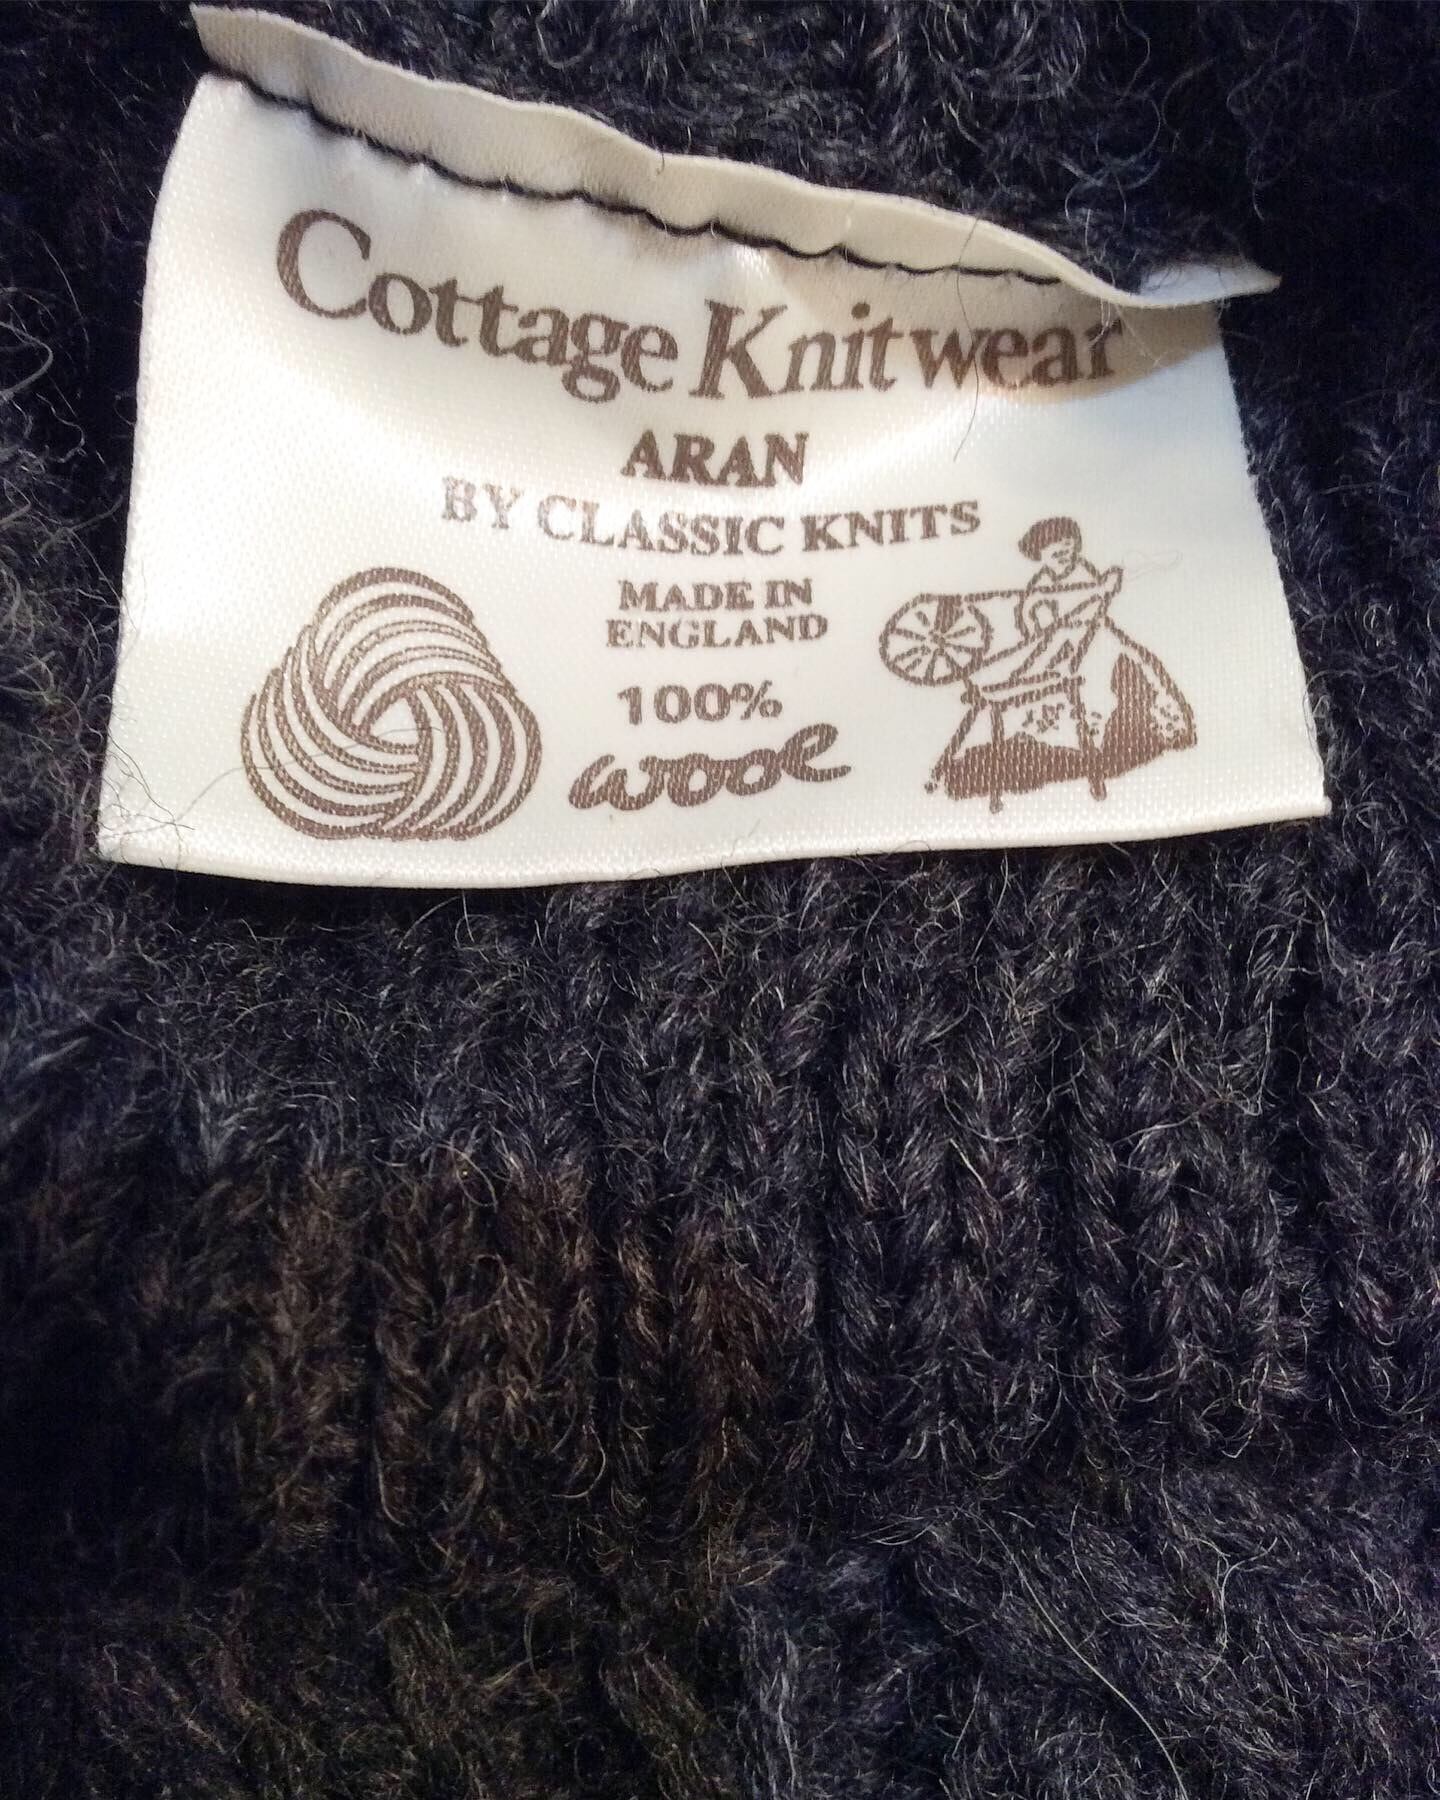 Cottage Knitwear
ARAN
BY CLASSIC KNITS
MADE IN
ENGLAND
100%
wool